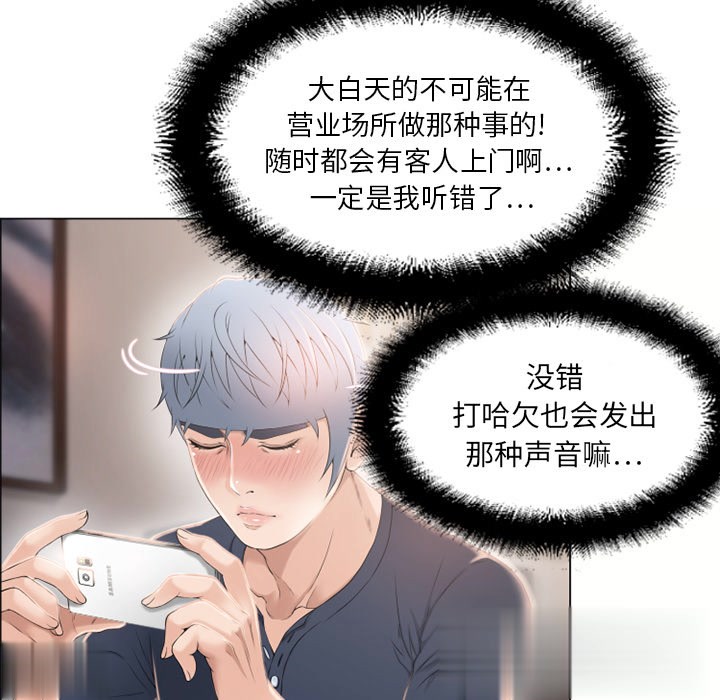 大白天的不可能在
营业场所做那种事的!
随时都会有客人上门啊...
一定是我听错了...
没错
打哈欠也会发出
那种声音嘛...
SAMSUNG